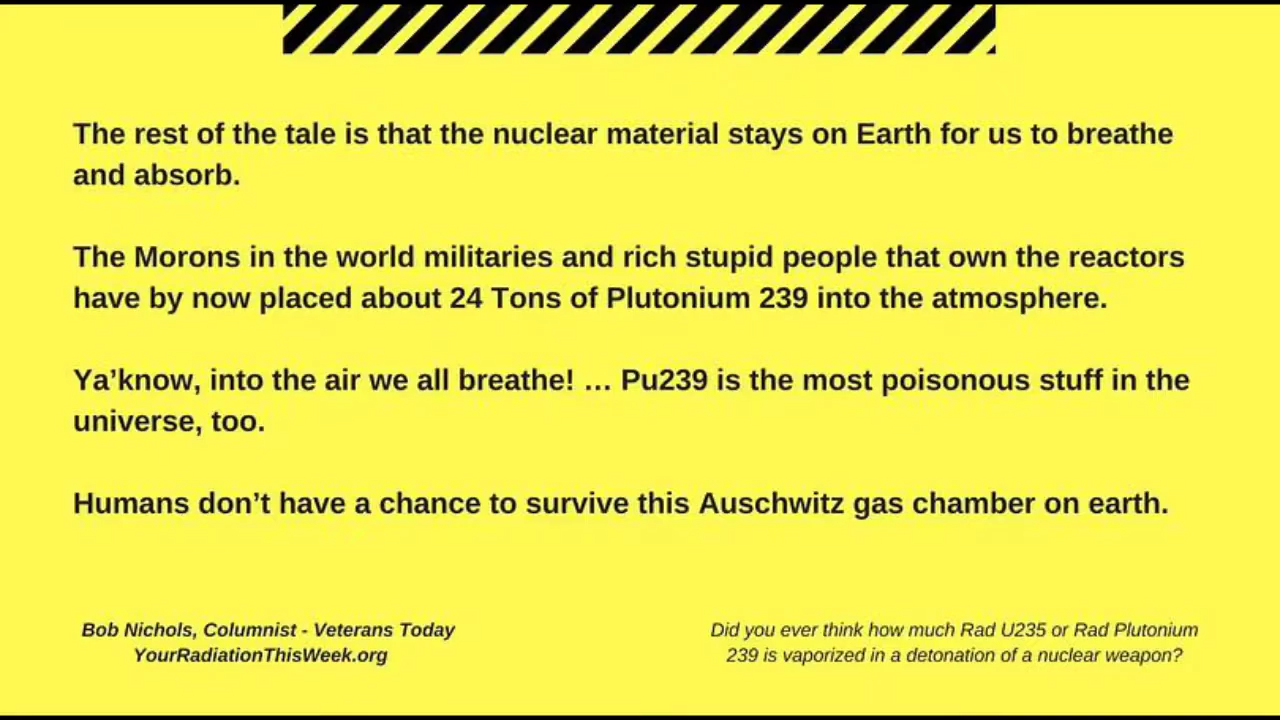 The rest of the tale is that the nuclear material stays on Earth for us to breathe
and absorb.
The Morons in the world militaries and rich stupid people that own the reactors
have by now placed about 24 Tons of Plutonium 239 into the atmosphere.
Ya’know, into the air we all breathe! … Pu239 is the most poisonous stuff in the
universe, too.
Humans don’t have a chance to survive this Auschwitz gas chamber on earth.
Bob Nichols, Columnist - Veterans Today
YourRadiationThisWeek.org
Did you ever think how much Rad U235 or Rad Plutonium
239 is vaporized in a detonation of a nuclear weapon?